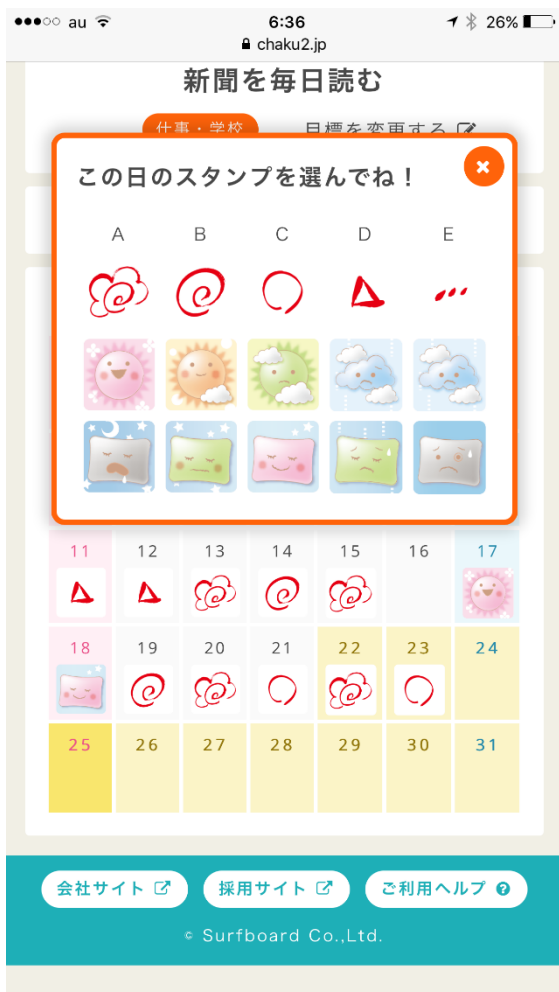 au 6:36 26%
chaku2.jp
新聞を毎日読む
仕事・学校 目標を変更する
この日のスタンプを選んでね！
A B C D E
11 12 13 14 15 16 17
18 19 20 21 22 23 24
25 26 27 28 29 30 31
会社サイト 採用サイト ご利用ヘルプ ?
© Surfboard Co.,Ltd.